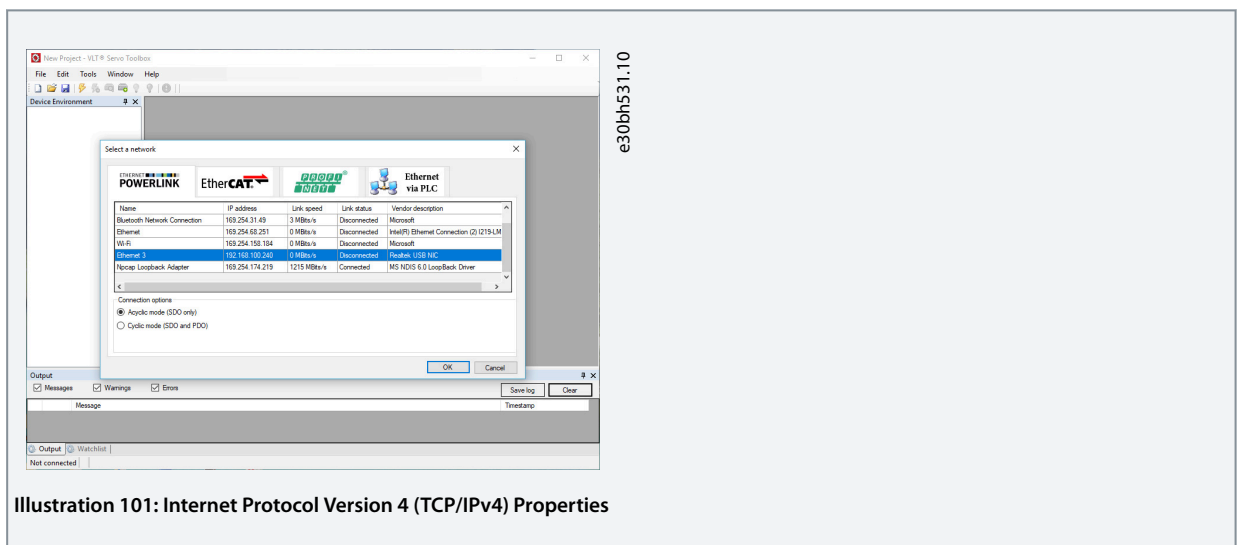 New Project - VLT® Servo Toolbox
File Edit Tools Window Help
Device Environment
Select a network
ETHERNET
POWERLINK
EtherCAT.
PROFI
NET®
Ethernet
via PLC
Name IP address Link speed Link status Vendor description
Bluetooth Network Connection 169.254.31.49 3 MBits/s Disconnected Microsoft
Ethernet 169.254.68.251 0 MBits/s Disconnected Intel(R) Ethernet Connection (2) I219-LM
Wi-Fi 169.254.158.184 0 MBits/s Disconnected Microsoft
Ethernet 3 192.168.100.240 0 MBits/s Disconnected Realtek USB NIC
Npcap Loopback Adapter 169.254.174.219 1215 MBits/s Connected MS NDIS 6.0 LoopBack Driver
Connection options
Acyclic mode (SDO only)
Cyclic mode (SDO and PDO)
OK Cancel
Output
Messages Warnings Errors Save log Clear
Message Timestamp
Output Watchlist
Not connected
e30bh531.10
Illustration 101: Internet Protocol Version 4 (TCP/IPv4) Properties